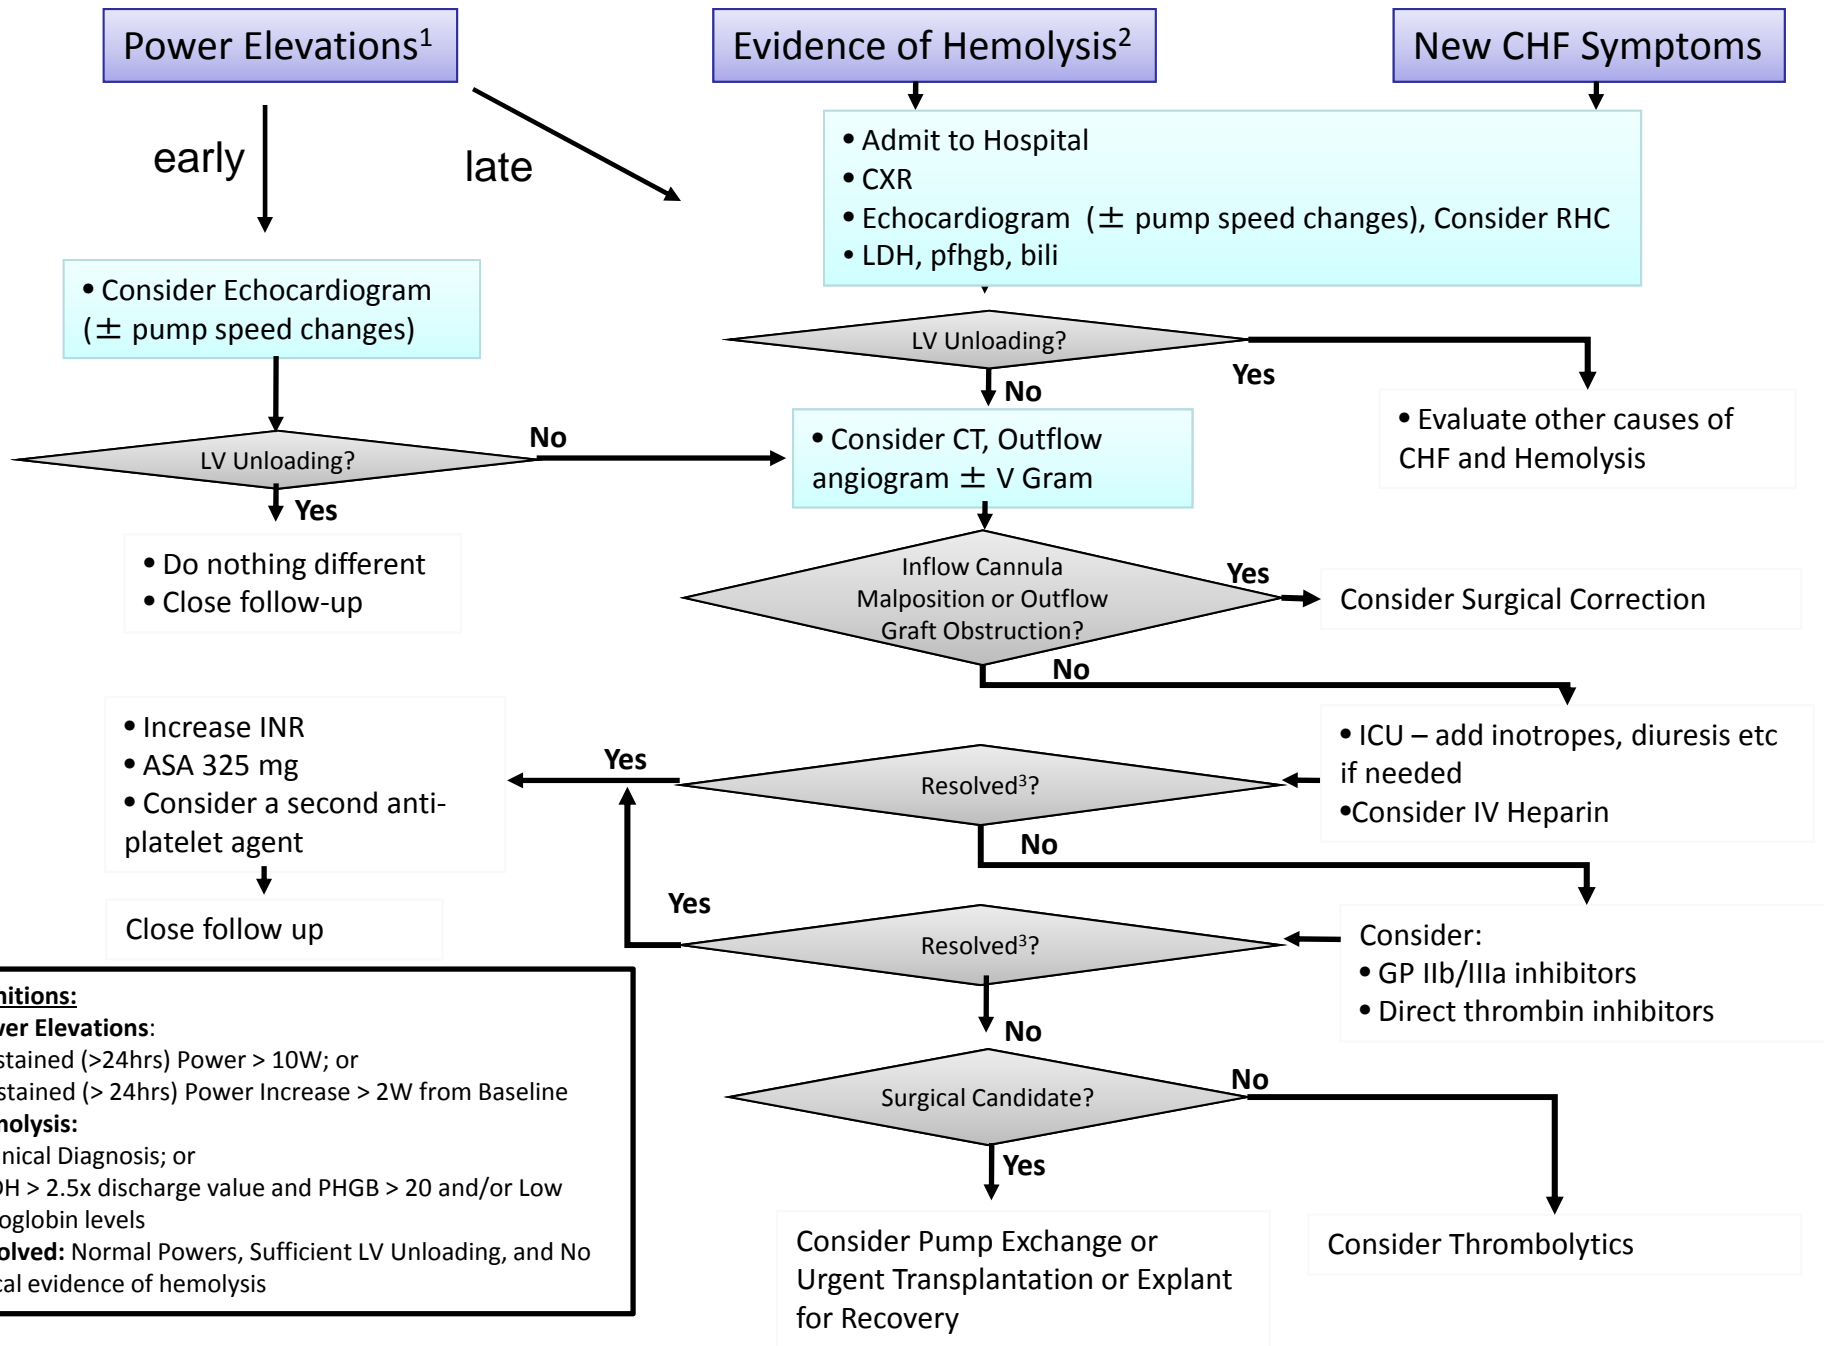 Power Elevations¹
Evidence of Hemolysis²
New CHF Symptoms
early
late
• Admit to Hospital
• CXR
• Echocardiogram (± pump speed changes), Consider RHC
• LDH, pfhgb, bili
• Consider Echocardiogram
(± pump speed changes)
LV Unloading?
Yes
No
• Evaluate other causes of
CHF and Hemolysis
• Consider CT, Outflow
angiogram ± V Gram
LV Unloading?
No
Yes
• Do nothing different
• Close follow-up
Inflow Cannula
Malposition or Outflow
Graft Obstruction?
Yes
Consider Surgical Correction
No
• Increase INR
• ASA 325 mg
• Consider a second anti-
platelet agent
Yes
Resolved³?
• ICU – add inotropes, diuresis etc
if needed
•Consider IV Heparin
No
Close follow up
Yes
Resolved³?
Consider:
• GP IIb/IIIa inhibitors
• Direct thrombin inhibitors
No
Surgical Candidate?
No
Yes
Consider Pump Exchange or
Urgent Transplantation or Explant
for Recovery
Consider Thrombolytics
nitions:
wer Elevations:
stained (>24hrs) Power > 10W; or
stained (> 24hrs) Power Increase > 2W from Baseline
molysis:
nical Diagnosis; or
DH > 2.5x discharge value and PHGB > 20 and/or Low
oglobin levels
olved: Normal Powers, Sufficient LV Unloading, and No
cal evidence of hemolysis